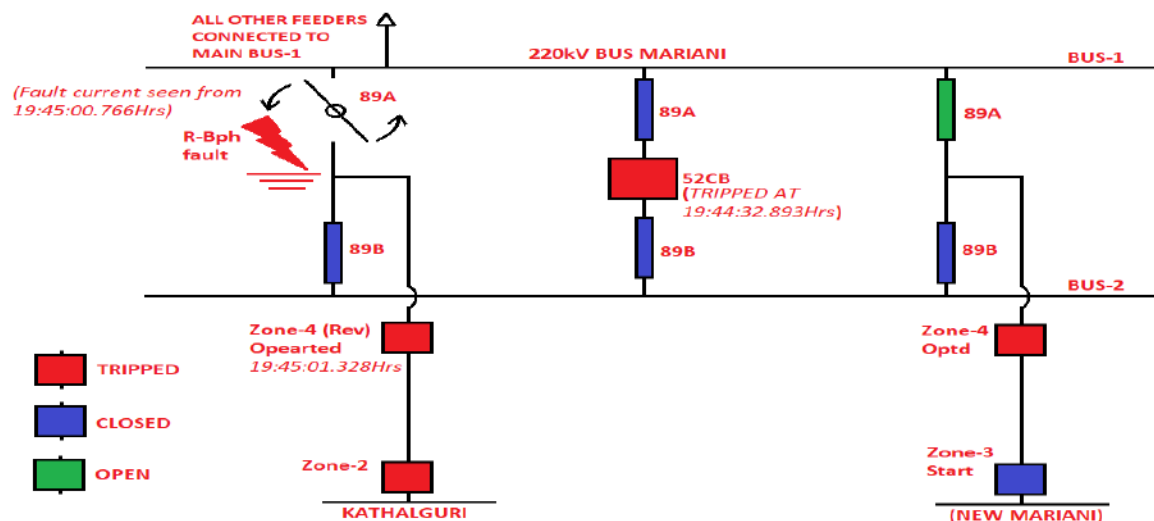 ALL OTHER FEEDERS
CONNECTED TO
MAIN BUS-1
220kV BUS MARIANI
BUS-1
(Fault current seen from
19:45:00.766Hrs)
89A
R-Bph
fault
89B
89A
52CB
(TRIPPED AT
19:44:32.893Hrs)
89B
89A
89B
BUS-2
Zone-4 (Rev)
Opearted
19:45:01.328Hrs
Zone-4
Optd
TRIPPED
CLOSED
OPEN
Zone-2
KATHALGURI
Zone-3
Start
(NEW MARIANI)